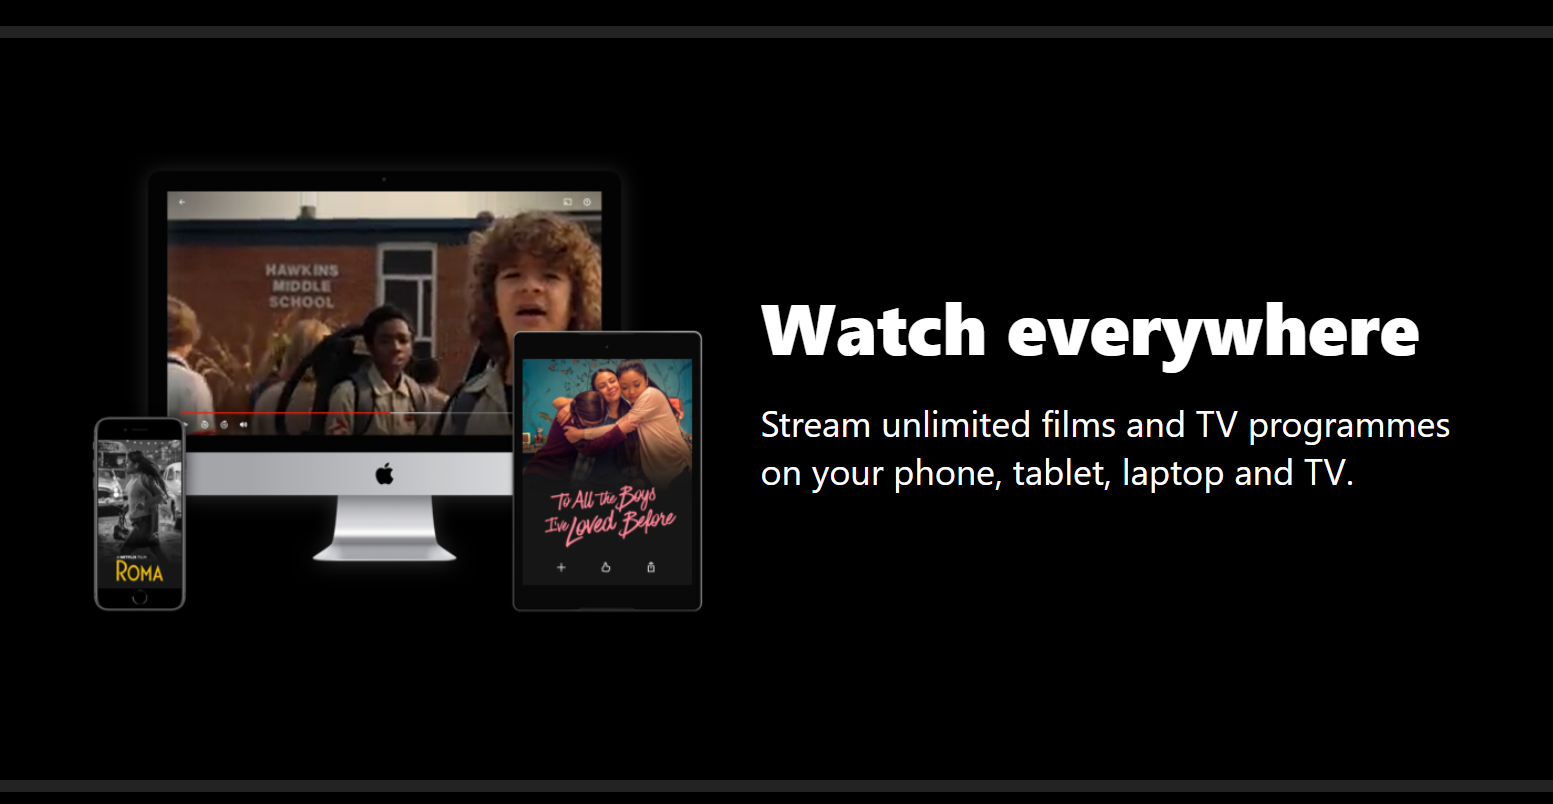 HAWKINS
MIDDLE
SCHOOL
Watch everywhere
Stream unlimited films and TV programmes
on your phone, tablet, laptop and TV.
To All the Boys
I've Loved Before
A NETFLIX FILM
ROMA